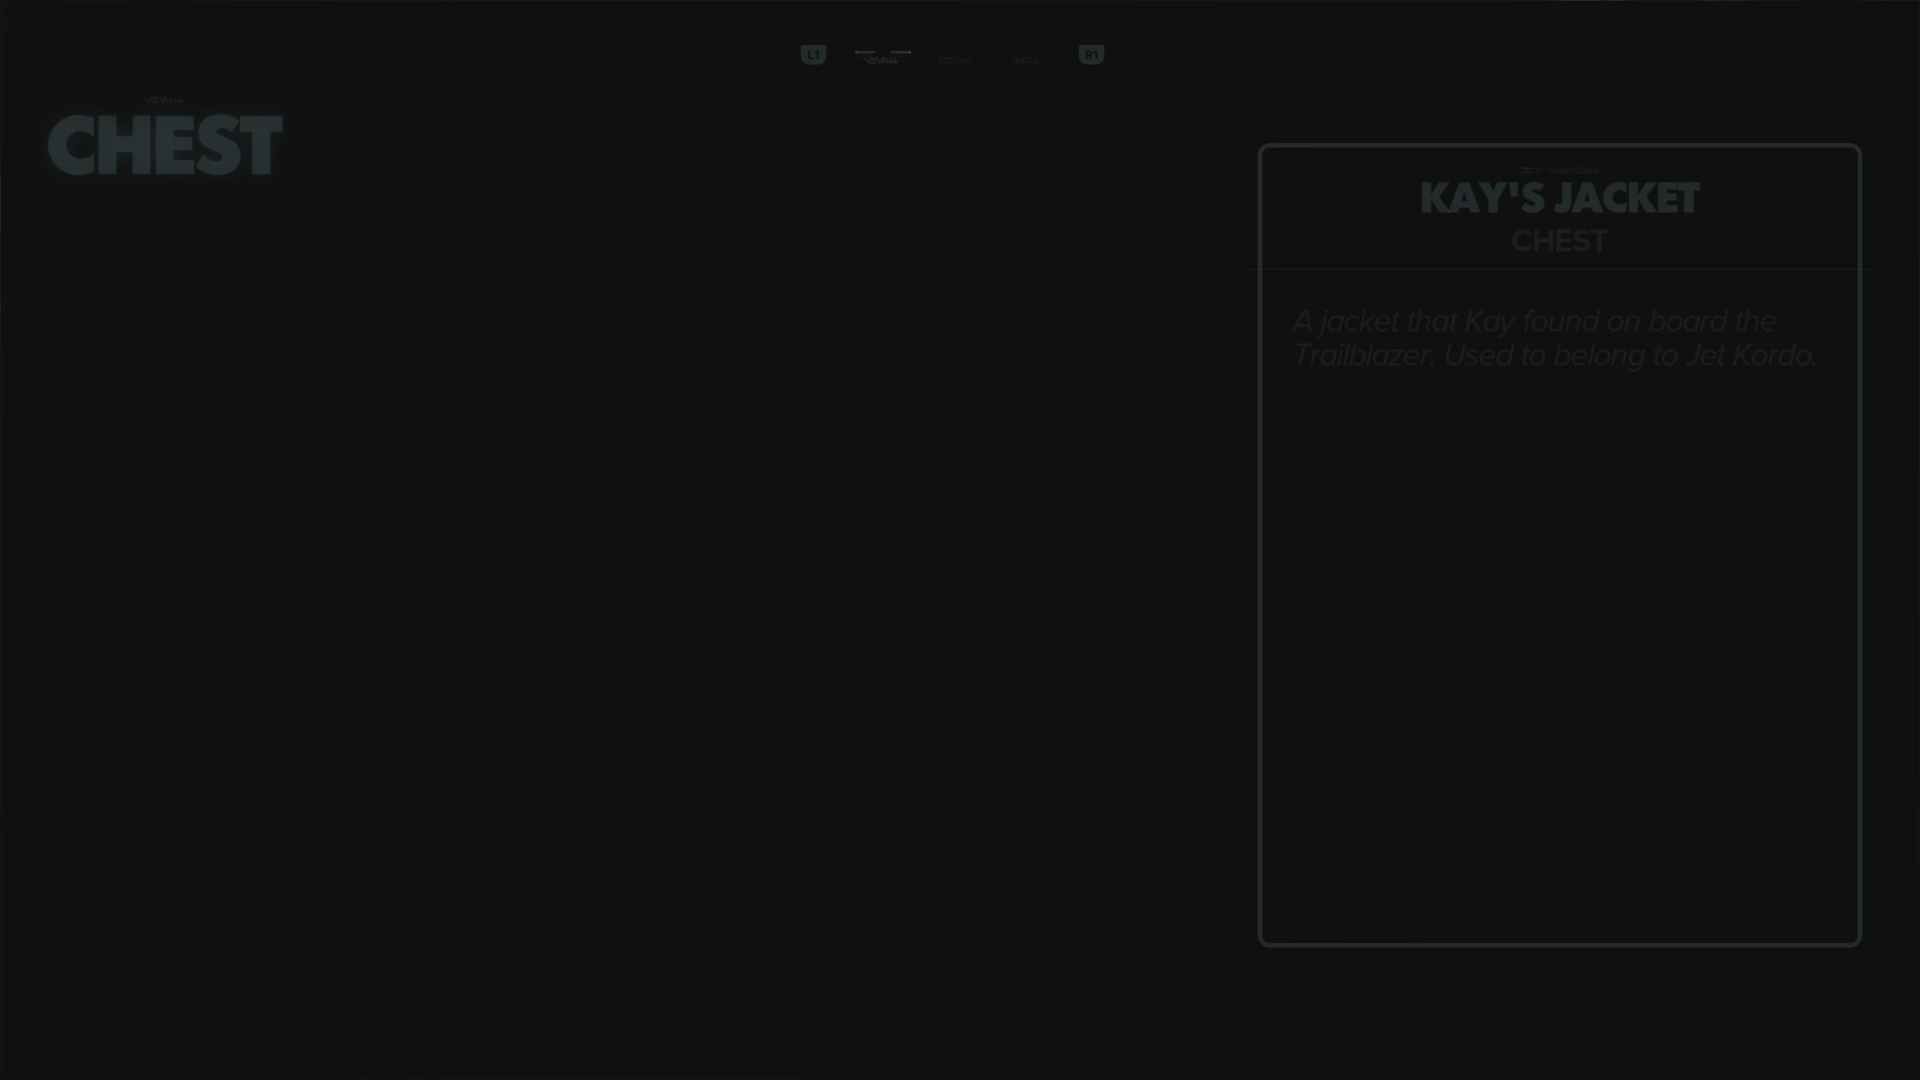 L1
R1
CHEST
KAY'S JACKET
CHEST
A jacket that Kay found on board the
Trailblazer. Used to belong to Jet Kordo.